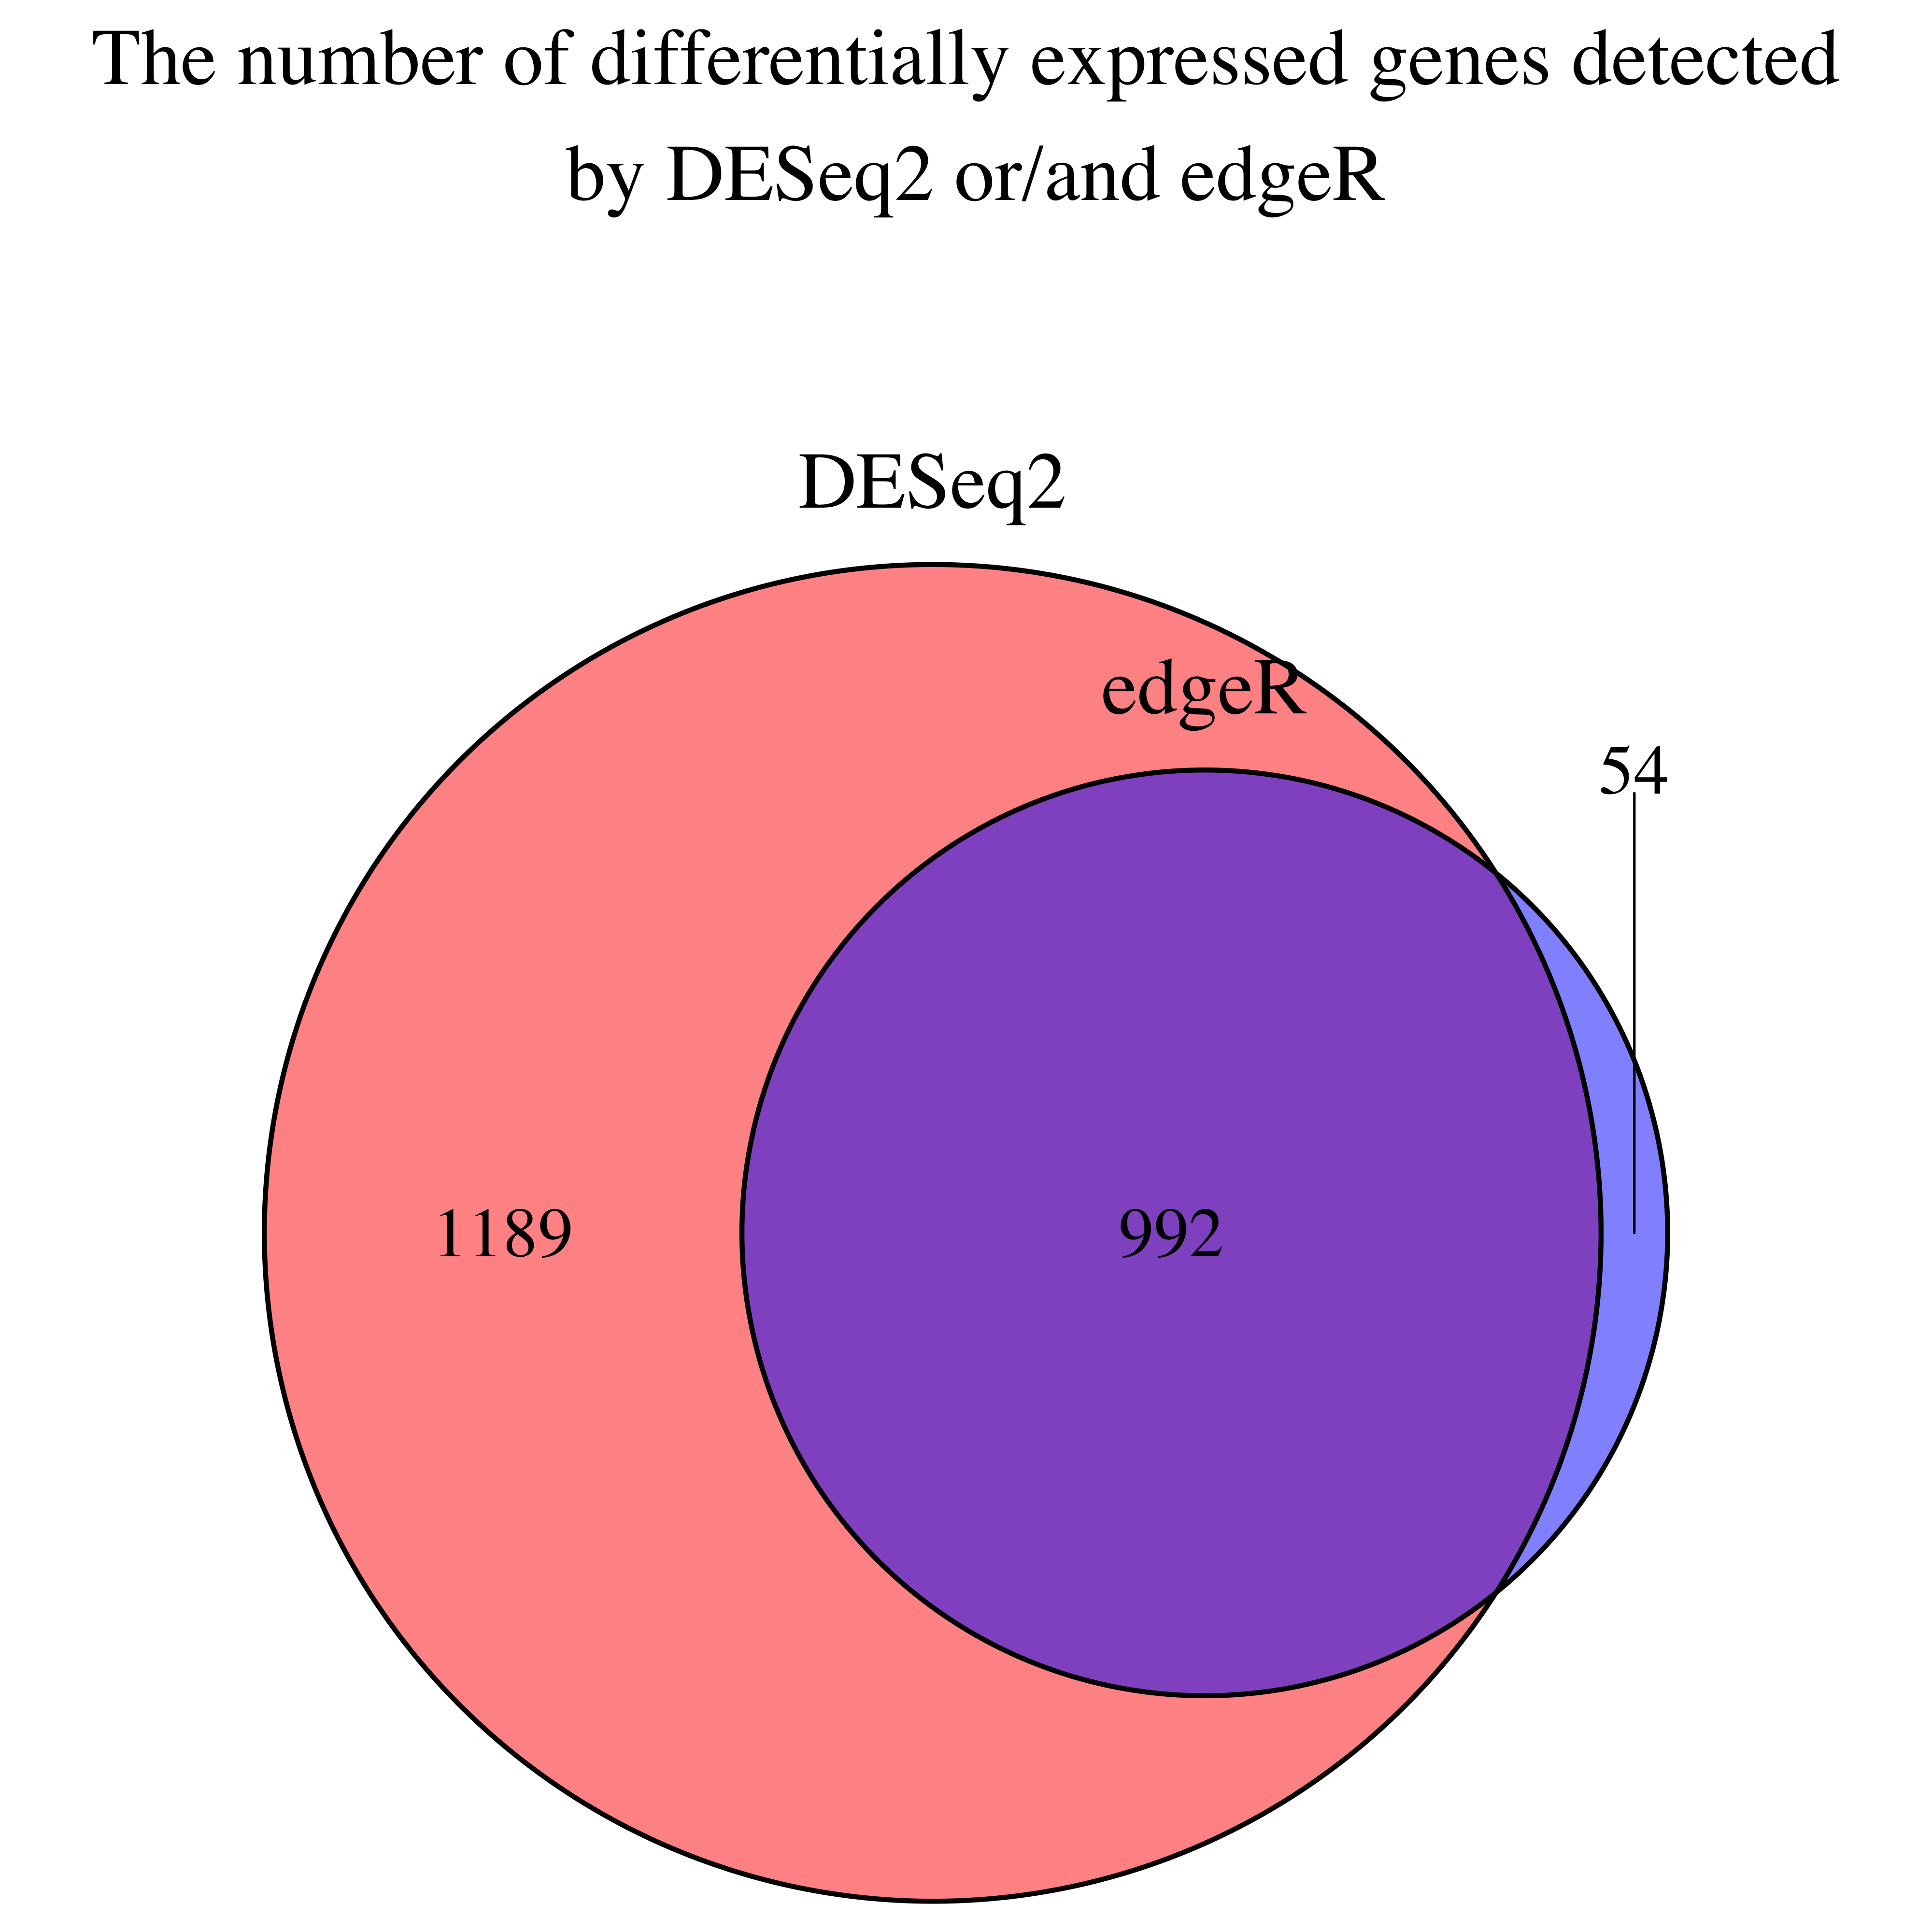 The number of differentially expressed genes detected
by DESeq2 or/and edgeR
DESeq2
edgeR
54
1189
992